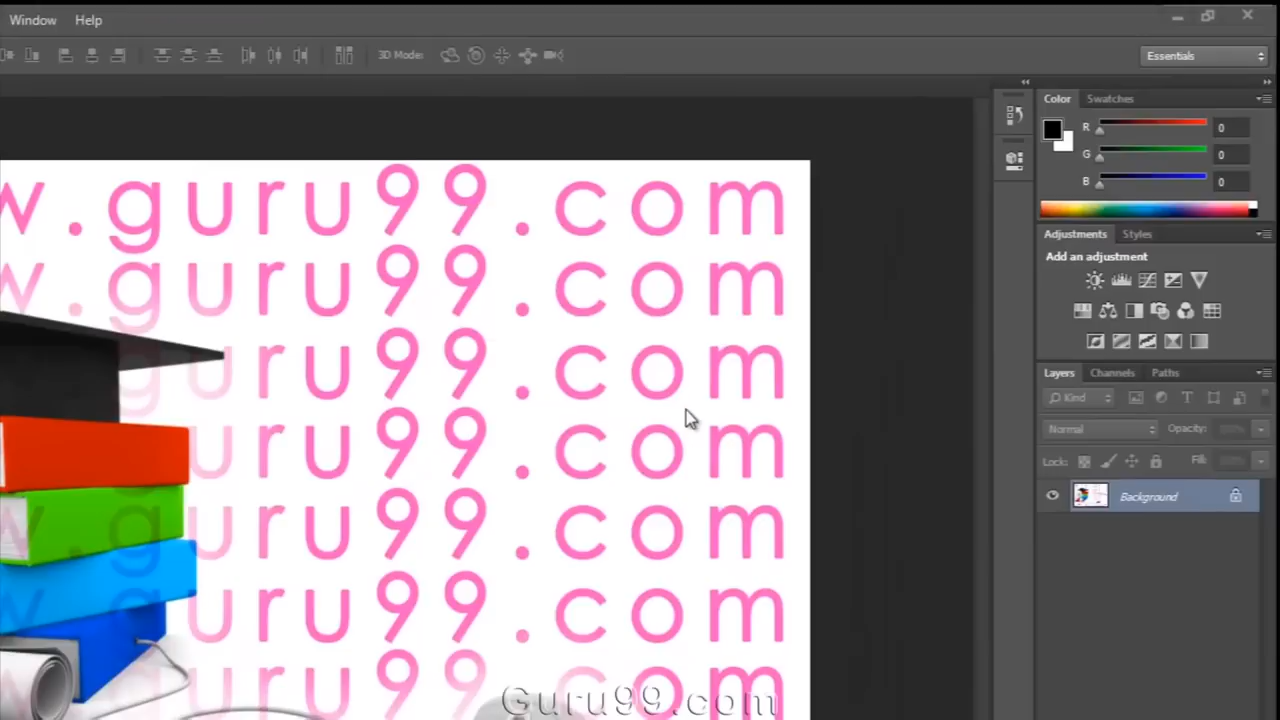 Window Help
3D Mode: Essentials
Color Swatches
R 0
G 0
B 0
Adjustments Styles
Add an adjustment
Layers Channels Paths
Kind
Normal Opacity:
Lock: Fill:
Background
w.guru99.com
w.guru99.com
g uru99.com
uru99.com
w.guru99.com
w.guru99.com
guru99.com
Guru99.com